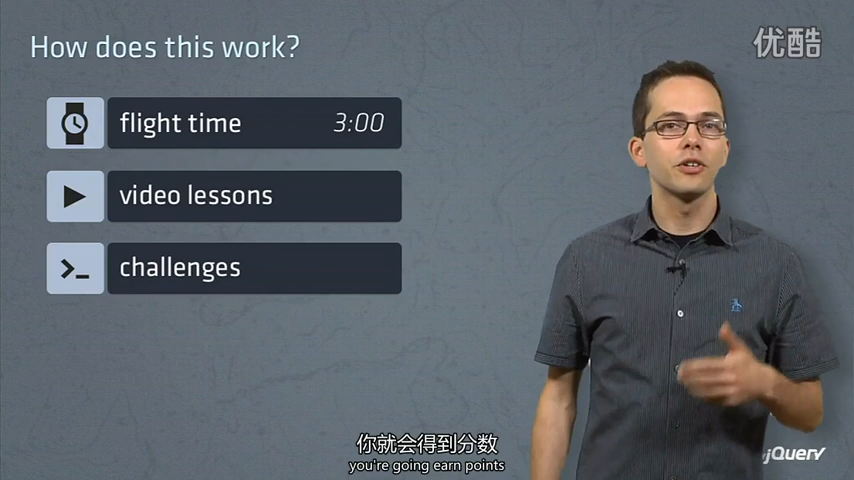 How does this work?
优酷
flight time 3:00
video lessons
challenges
你就会得到分数
you're going earn points
jQuery